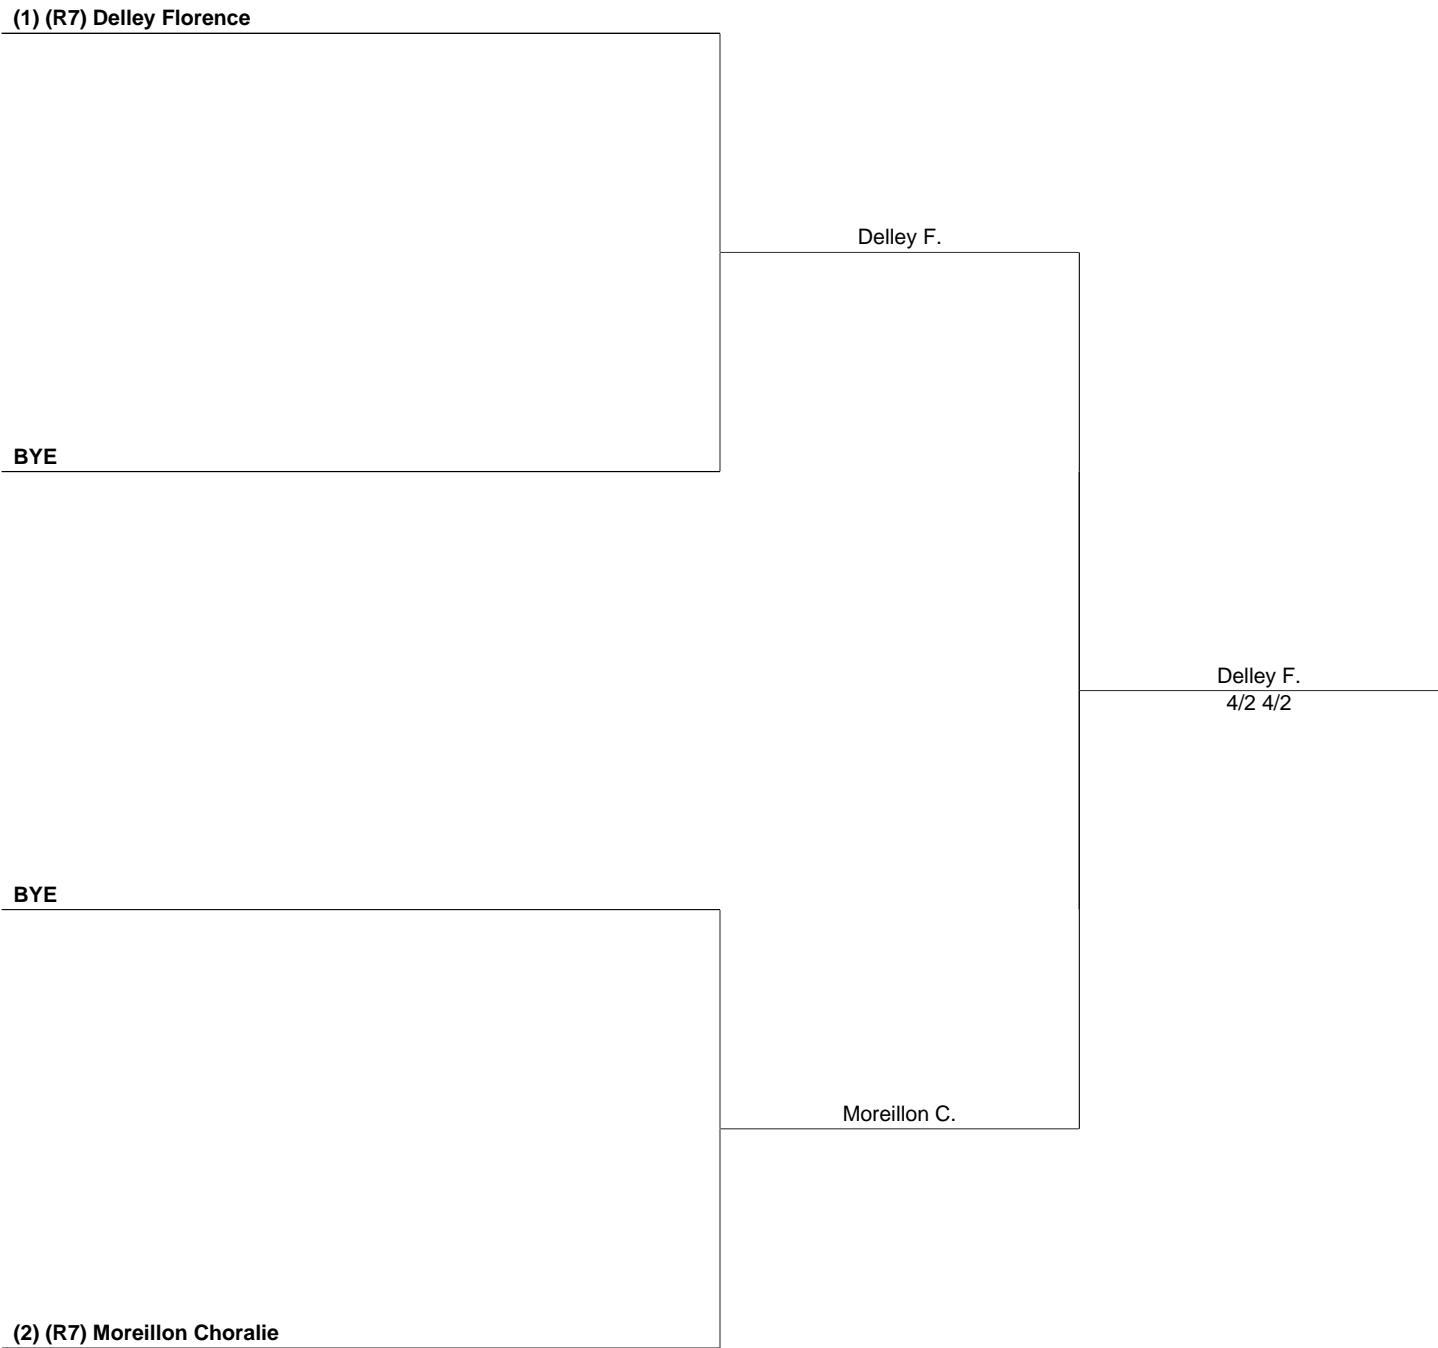 (1) (R7) Delley Florence
Delley F.
BYE
Delley F.
4/2 4/2
BYE
Moreillon C.
(2) (R7) Moreillon Choralie